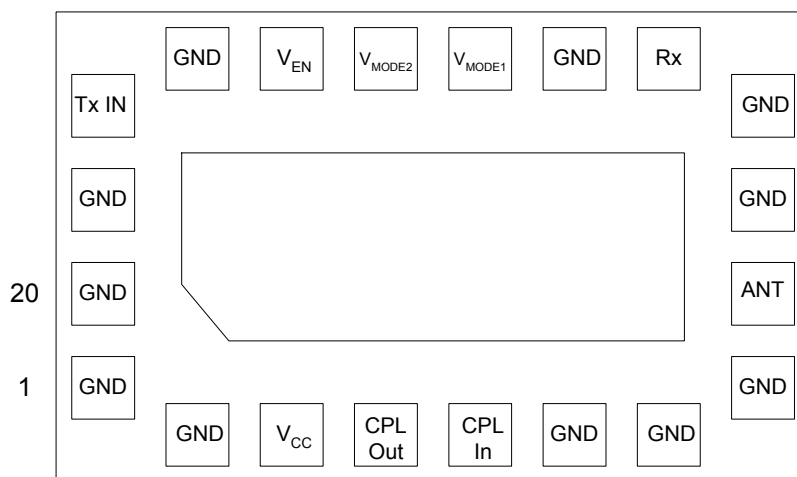 GND V_EN V_MODE2 V_MODE1 GND Rx
Tx IN GND
GND GND
20 GND ANT
1 GND GND
GND V_CC CPL Out CPL In GND GND